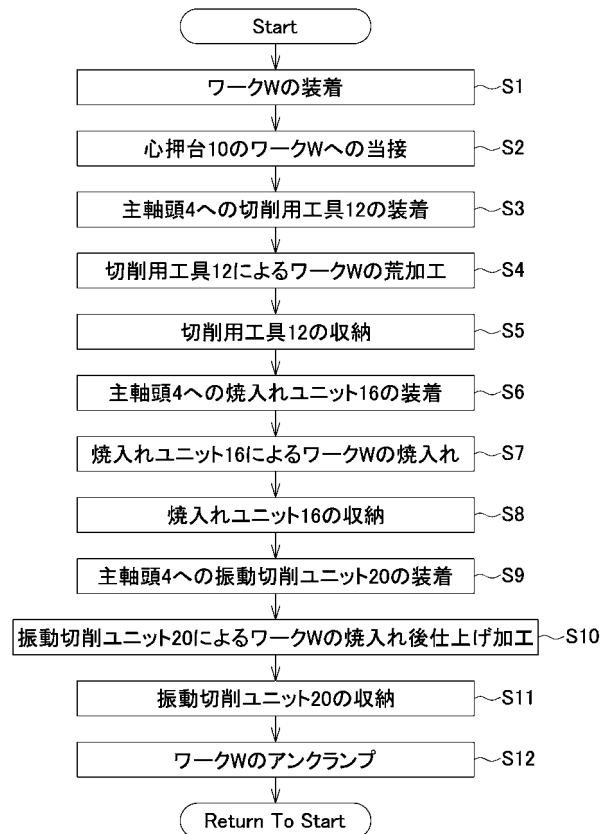 Start
ワークWの装着 S1
心押台10のワークWへの当接 S2
主軸頭4への切削用工具12の装着 S3
切削用工具12によるワークWの荒加工 S4
切削用工具12の収納 S5
主軸頭4への焼入れユニット16の装着 S6
焼入れユニット16によるワークWの焼入れ S7
焼入れユニット16の収納 S8
主軸頭4への振動切削ユニット20の装着 S9
振動切削ユニット20によるワークWの焼入れ後仕上げ加工 S10
振動切削ユニット20の収納 S11
ワークWのアンクランプ S12
Return To Start